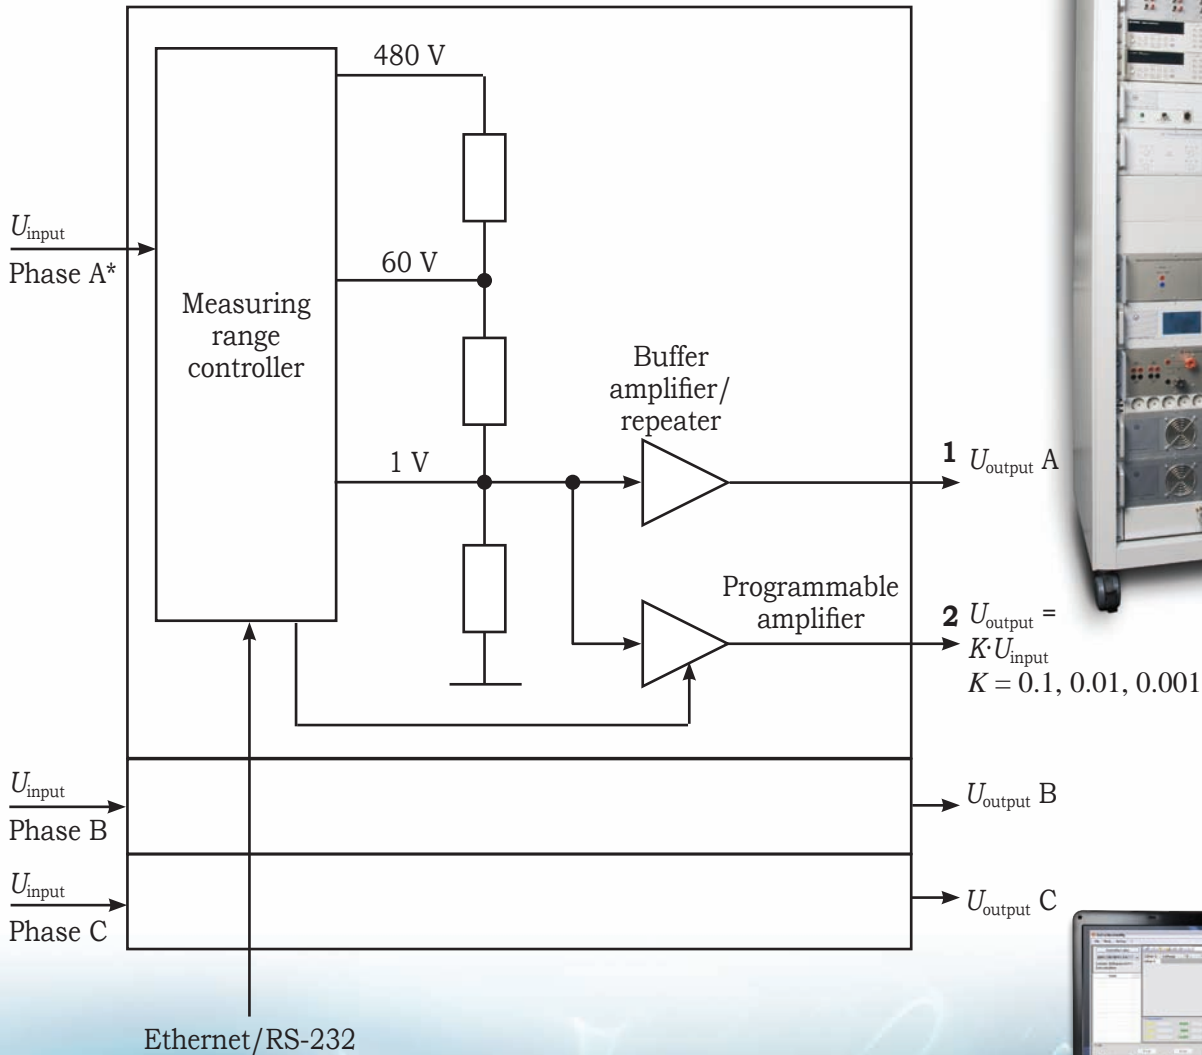 480 V
U input
Phase A*
60 V
Measuring
range
controller
Buffer
amplifier/
repeater
1 V
1 U output A
Programmable
amplifier
2 U output =
K·U input
K = 0.1, 0.01, 0.001
U input
Phase B
U output B
U input
Phase C
U output C
Ethernet/RS-232